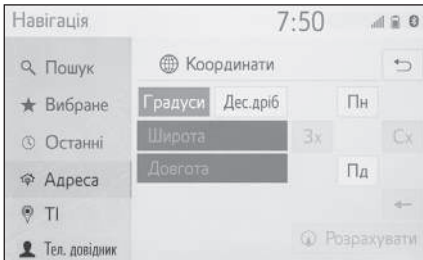 Навігація 7:50
Пошук
Координати
Вибране
Градуси Дес.дріб Пн
Останні
Широта Зх Сх
Адреса
Довгота Пд
ТІ
Тел. довідник
Розрахувати